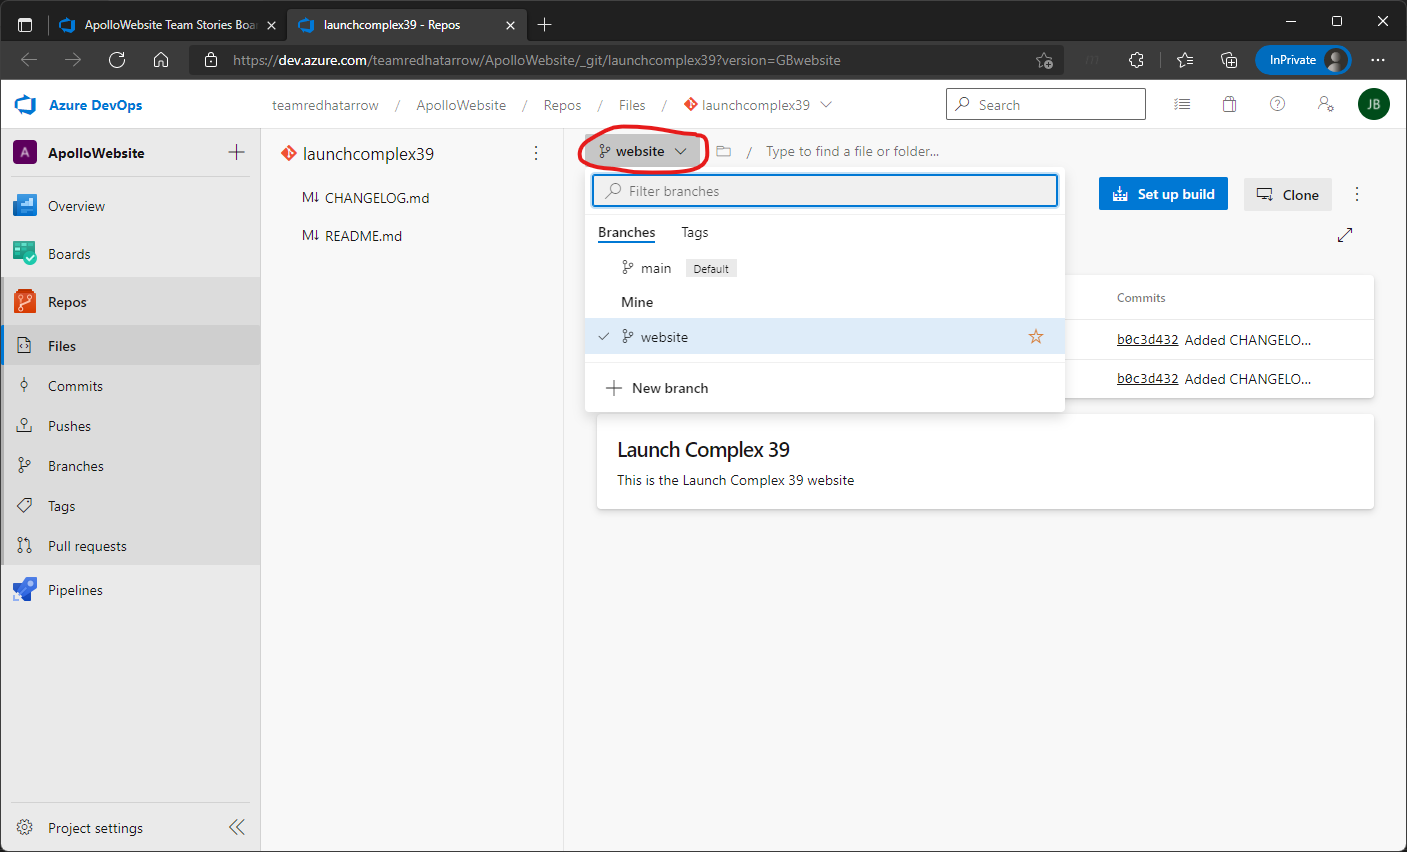 ApolloWebsite Team Stories Boa
launchcomplex39 - Repos
https://dev.azure.com/teamredhatarrow/ApolloWebsite/_git/launchcomplex39?version=GBwebsite
InPrivate
Azure DevOps
teamredhatarrow / ApolloWebsite / Repos / Files / launchcomplex39
Search
JB
A ApolloWebsite
Overview
Boards
Repos
Files
Commits
Pushes
Branches
Tags
Pull requests
Pipelines
Project settings
launchcomplex39
M↓ CHANGELOG.md
M↓ README.md
website
/ Type to find a file or folder...
Filter branches
Branches Tags
main Default
Mine
website
New branch
Set up build
Clone
Commits
b0c3d432 Added CHANGELO...
b0c3d432 Added CHANGELO...
Launch Complex 39
This is the Launch Complex 39 website